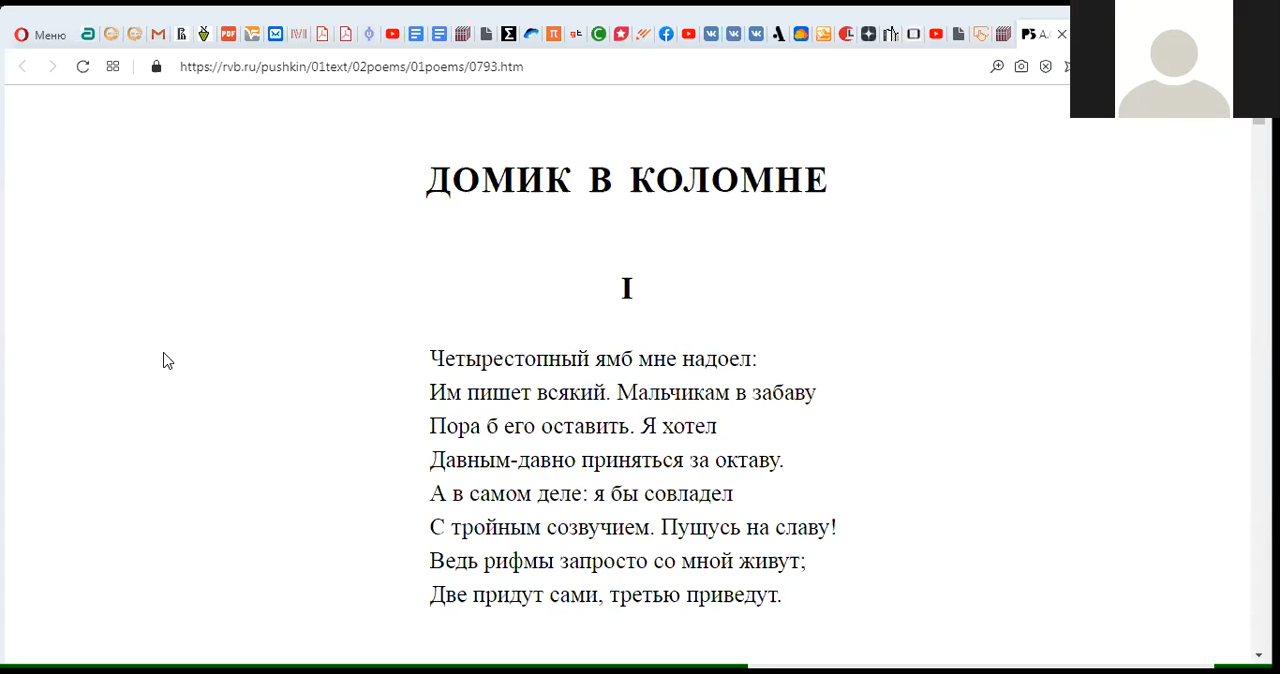 Меню
https://rvb.ru/pushkin/01text/02poems/01poems/0793.htm
ДОМИК В КОЛОМНЕ
I
Четырестопный ямб мне надоел:
Им пишет всякий. Мальчикам в забаву
Пора б его оставить. Я хотел
Давным-давно приняться за октаву.
А в самом деле: я бы совладел
С тройным созвучием. Пущусь на славу!
Ведь рифмы запросто со мной живут;
Две придут сами, третью приведут.